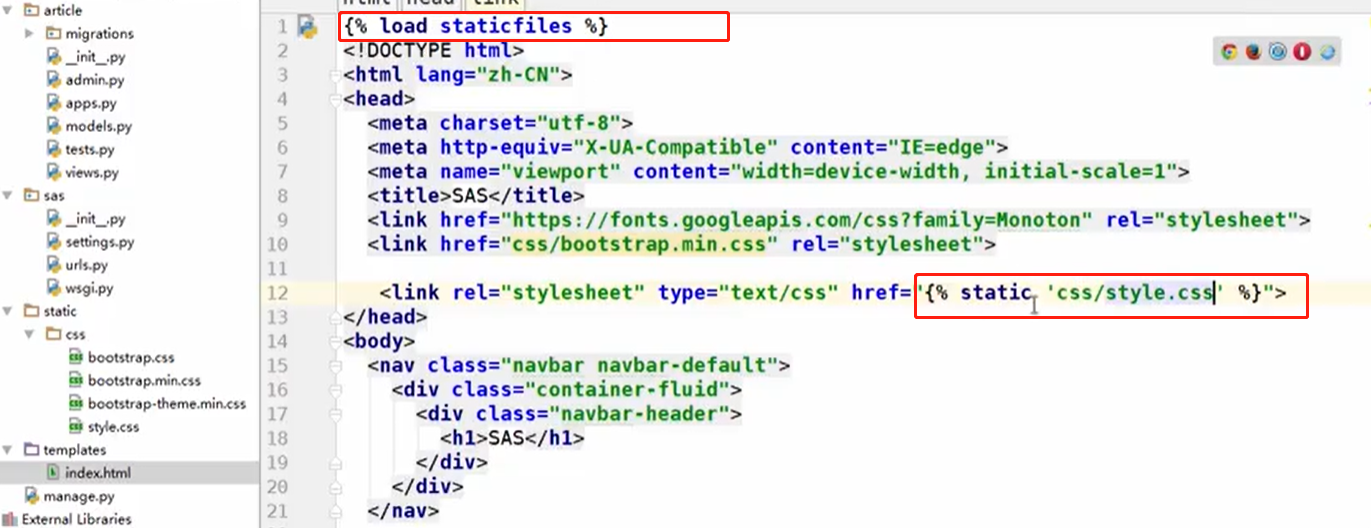 article
migrations
__init__.py
admin.py
apps.py
models.py
tests.py
views.py
sas
__init__.py
settings.py
urls.py
wsgi.py
static
css
bootstrap.css
bootstrap.min.css
bootstrap-theme.min.css
style.css
templates
index.html
manage.py
External Libraries
html head link
1 {% load staticfiles %}
2 <!DOCTYPE html>
3 <html lang="zh-CN">
4 <head>
5 <meta charset="utf-8">
6 <meta http-equiv="X-UA-Compatible" content="IE=edge">
7 <meta name="viewport" content="width=device-width, initial-scale=1">
8 <title>SAS</title>
9 <link href="https://fonts.googleapis.com/css?family=Monoton" rel="stylesheet">
10 <link href="css/bootstrap.min.css" rel="stylesheet">
11
12 <link rel="stylesheet" type="text/css" href="{% static 'css/style.css' %}">
13 </head>
14 <body>
15 <nav class="navbar navbar-default">
16 <div class="container-fluid">
17 <div class="navbar-header">
18 <h1>SAS</h1>
19 </div>
20 </div>
21 </nav>